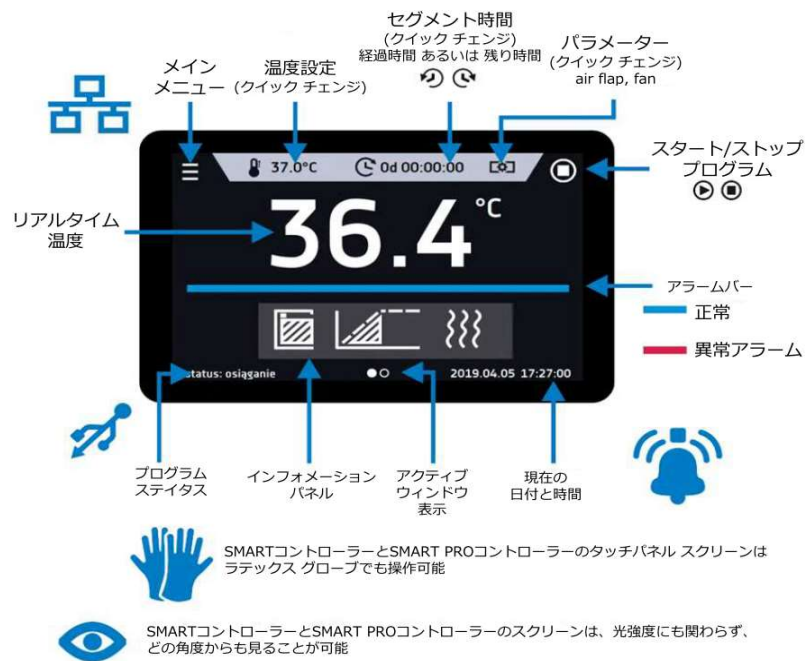 セグメント時間
(クイック チェンジ)
経過時間 あるいは 残り時間
パラメーター
(クイック チェンジ)
air flap, fan
メイン
メニュー
温度設定
(クイック チェンジ)
スタート/ストップ
プログラム
37.0°C
0d 00:00:00
リアルタイム
温度
36.4 °C
アラームバー
正常
異常アラーム
status: osiąganie
2019.04.05 17:27:00
プログラム
ステイタス
インフォメーション
パネル
アクティブ
ウィンドウ
表示
現在の
日付と時間
SMARTコントローラーとSMART PROコントローラーのタッチパネル スクリーンは
ラテックス グローブでも操作可能
SMARTコントローラーとSMART PROコントローラーのスクリーンは、光強度にも関わらず、
どの角度からも見ることが可能